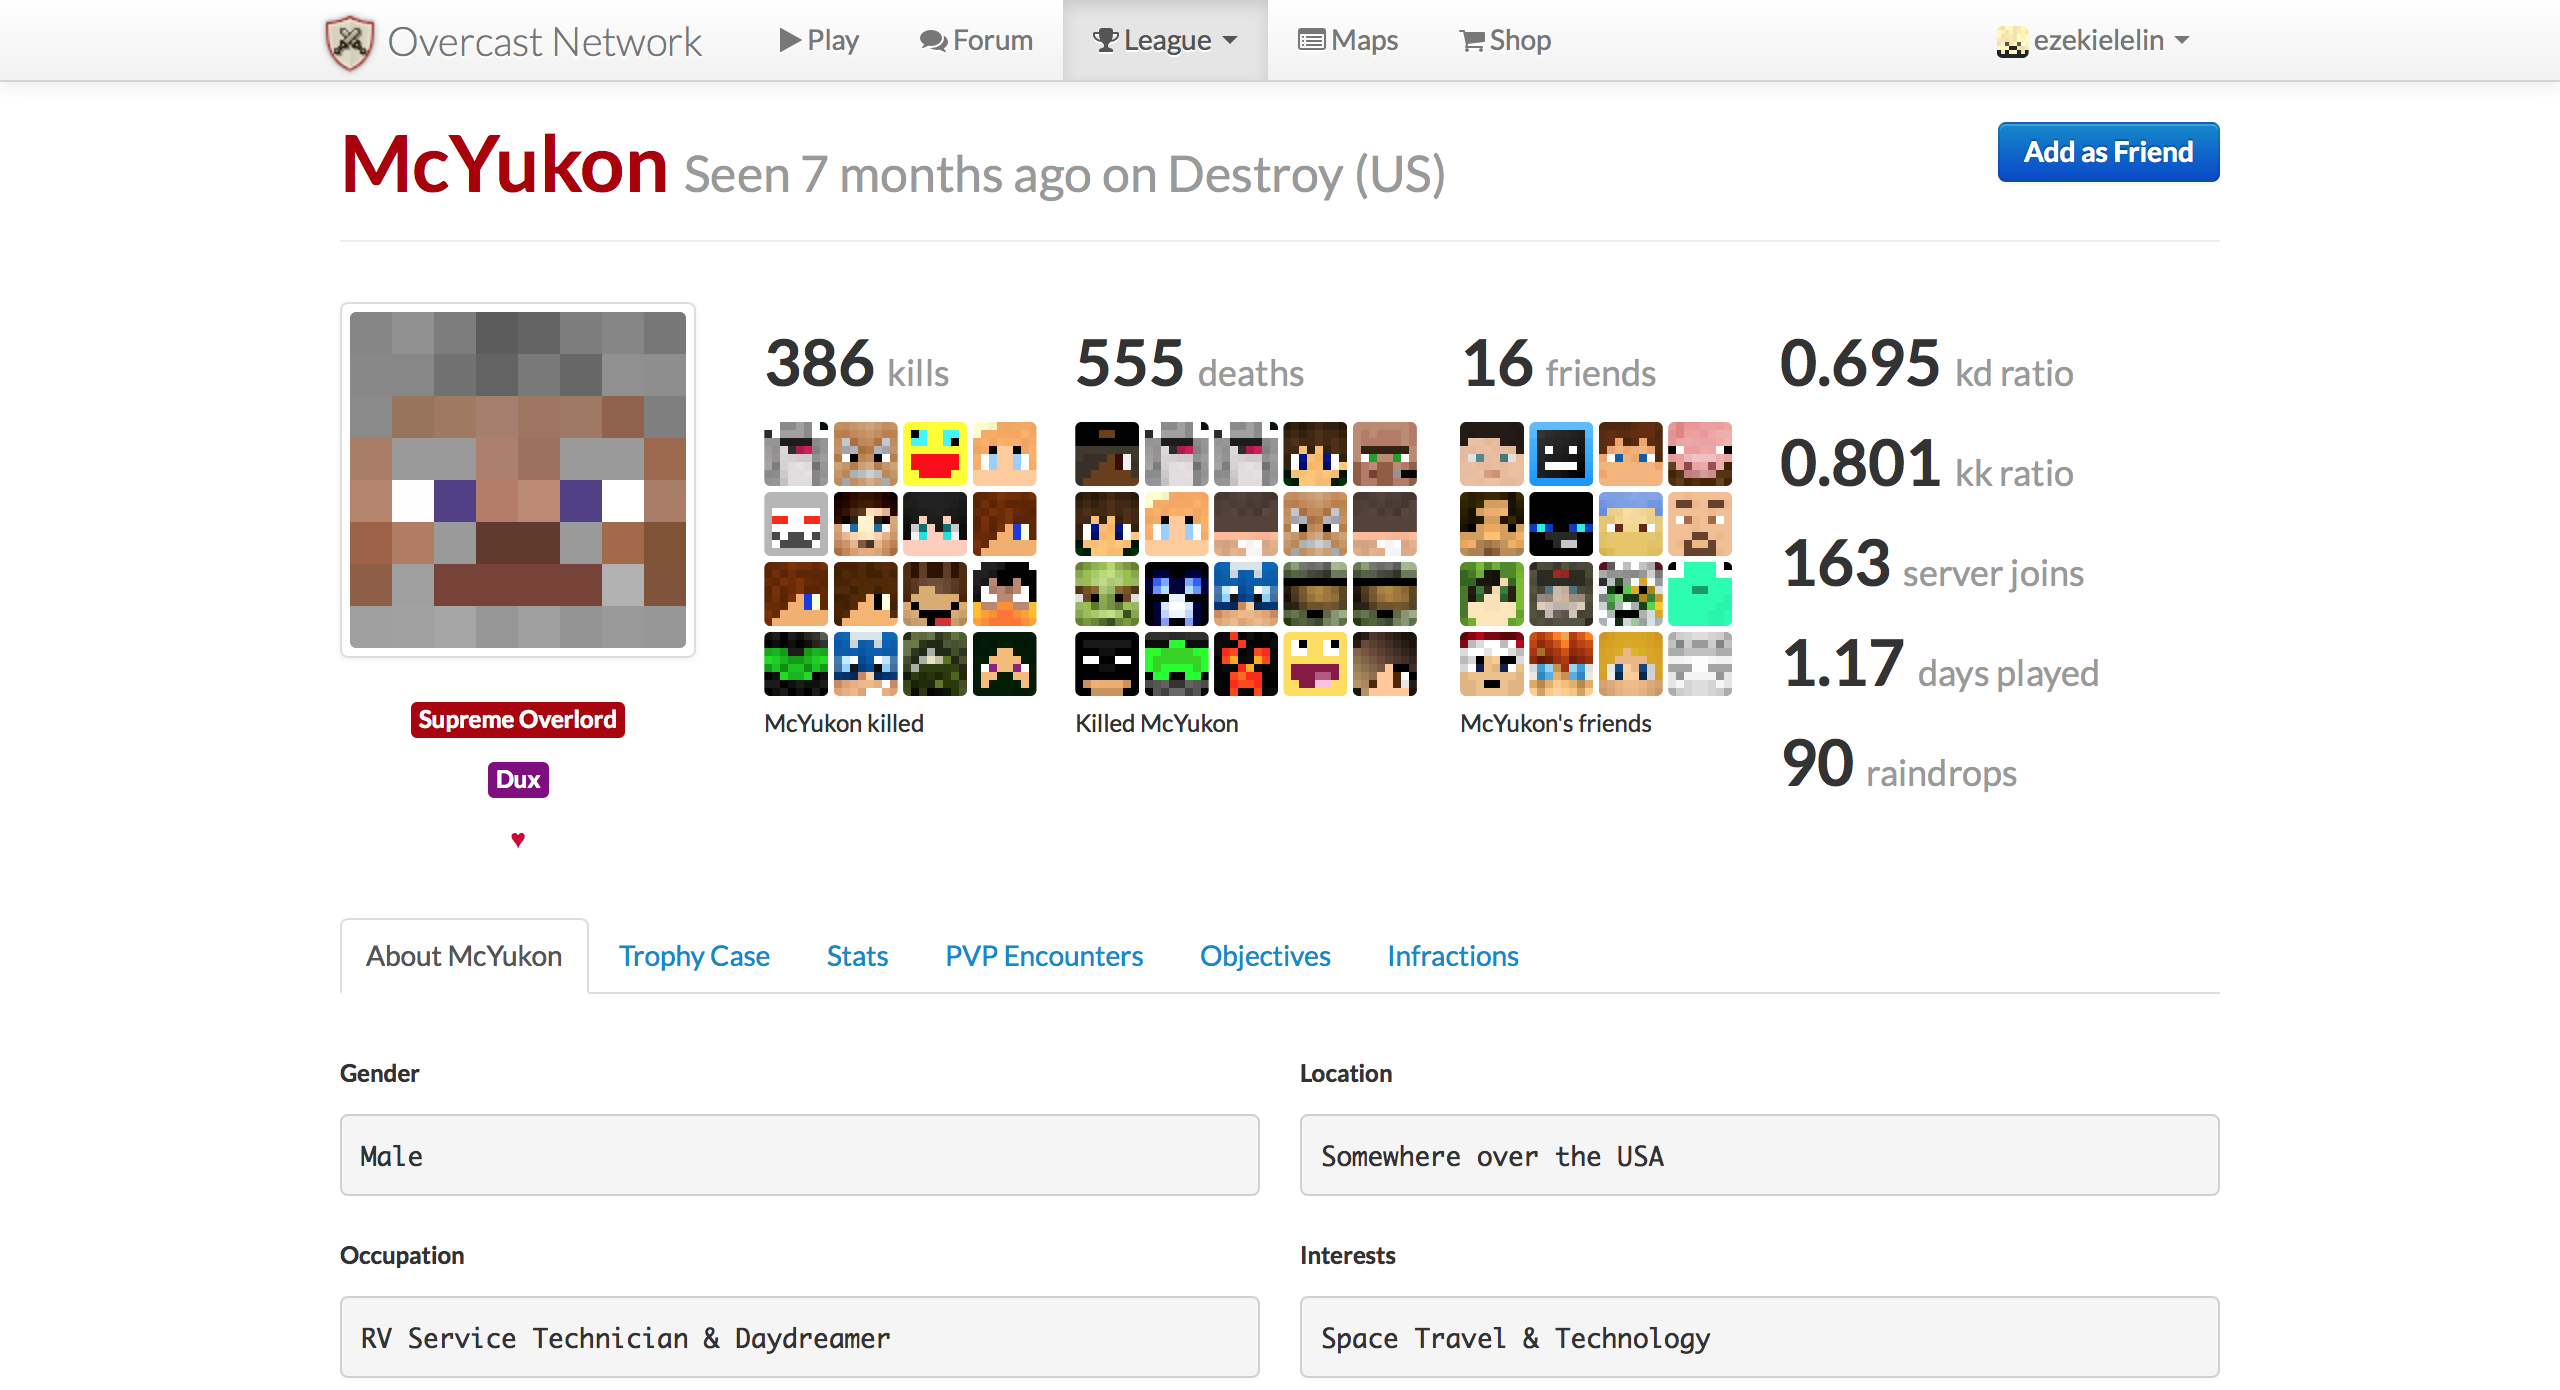 Overcast Network Play Forum League Maps Shop ezekielelin
McYukon Seen 7 months ago on Destroy (US) Add as Friend
386 kills 555 deaths 16 friends 0.695 kd ratio
0.801 kk ratio
163 server joins
1.17 days played
McYukon killed Killed McYukon McYukon's friends
90 raindrops
Supreme Overlord
Dux
♥
About McYukon Trophy Case Stats PVP Encounters Objectives Infractions
Gender Location
Male Somewhere over the USA
Occupation Interests
RV Service Technician & Daydreamer Space Travel & Technology